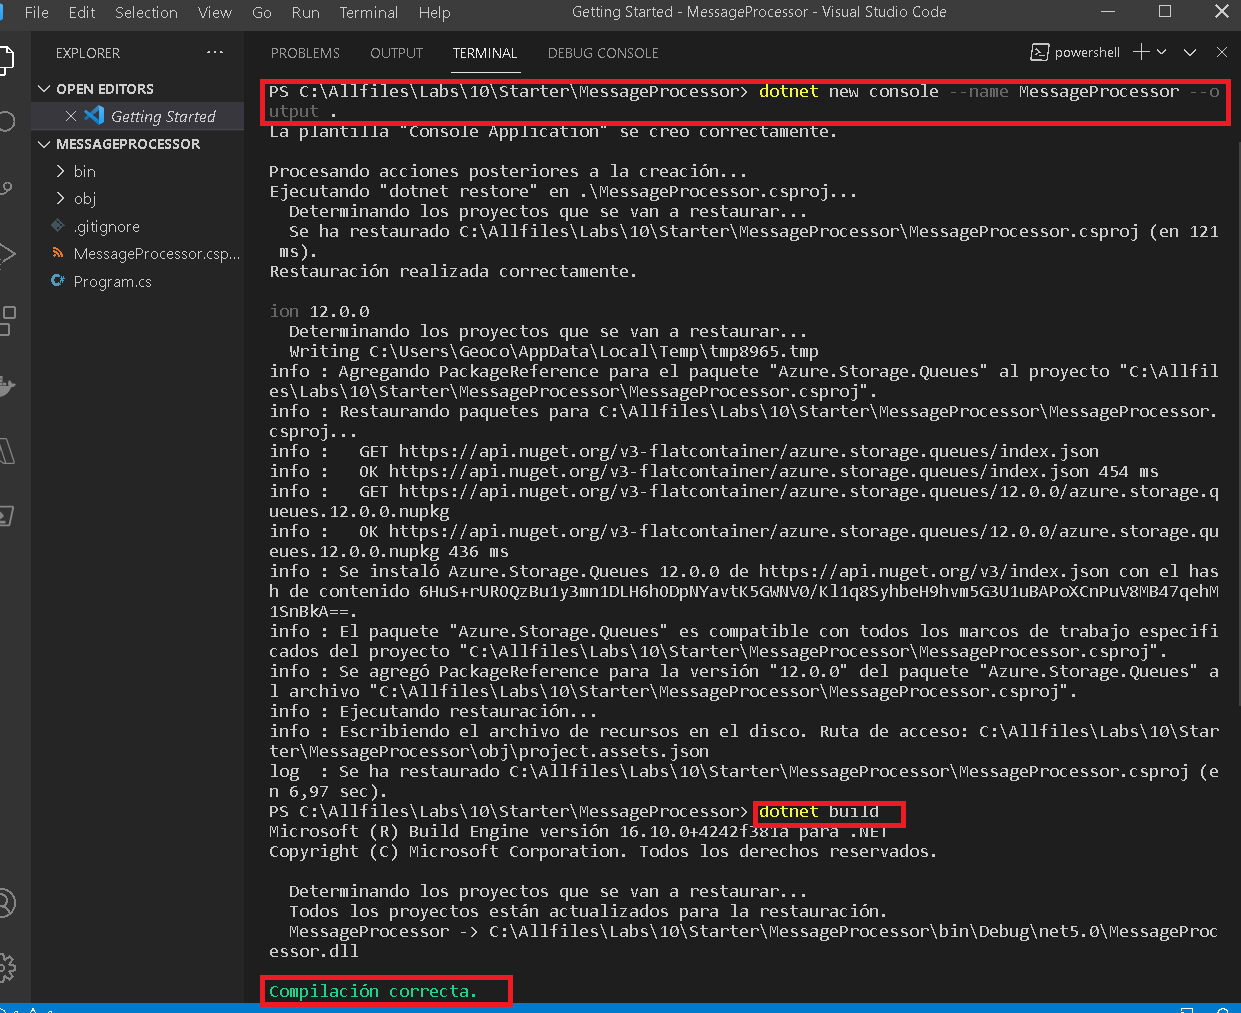 File Edit Selection View Go Run Terminal Help Getting Started - MessageProcessor - Visual Studio Code
EXPLORER
OPEN EDITORS
Getting Started
MESSAGEPROCESSOR
bin
obj
.gitignore
MessageProcessor.csp...
Program.cs
PROBLEMS OUTPUT TERMINAL DEBUG CONSOLE powershell
PS C:\Allfiles\Labs\10\Starter\MessageProcessor> dotnet new console --name MessageProcessor --o
utput .
La plantilla "Console Application" se creó correctamente.
Procesando acciones posteriores a la creación...
Ejecutando "dotnet restore" en .\MessageProcessor.csproj...
Determinando los proyectos que se van a restaurar...
Se ha restaurado C:\Allfiles\Labs\10\Starter\MessageProcessor\MessageProcessor.csproj (en 121
ms).
Restauración realizada correctamente.
ion 12.0.0
Determinando los proyectos que se van a restaurar...
Writing C:\Users\Geoco\AppData\Local\Temp\tmp8965.tmp
info : Agregando PackageReference para el paquete "Azure.Storage.Queues" al proyecto "C:\Allfil
es\Labs\10\Starter\MessageProcessor\MessageProcessor.csproj".
info : Restaurando paquetes para C:\Allfiles\Labs\10\Starter\MessageProcessor\MessageProcessor.
csproj...
info :   GET https://api.nuget.org/v3-flatcontainer/azure.storage.queues/index.json
info :   OK https://api.nuget.org/v3-flatcontainer/azure.storage.queues/index.json 454 ms
info :   GET https://api.nuget.org/v3-flatcontainer/azure.storage.queues/12.0.0/azure.storage.q
ueues.12.0.0.nupkg
info :   OK https://api.nuget.org/v3-flatcontainer/azure.storage.queues/12.0.0/azure.storage.qu
eues.12.0.0.nupkg 436 ms
info : Se instaló Azure.Storage.Queues 12.0.0 de https://api.nuget.org/v3/index.json con el has
h de contenido 6HuS+rUROQzBu1y3mn1DLH6hODpNYavtK5GWNV0/Kl1q8SyhbeH9hvm5G3U1uBAPoXCnPuV8MB47qehM
1SnBkA==.
info : El paquete "Azure.Storage.Queues" es compatible con todos los marcos de trabajo especifi
cados del proyecto "C:\Allfiles\Labs\10\Starter\MessageProcessor\MessageProcessor.csproj".
info : Se agregó PackageReference para la versión "12.0.0" del paquete "Azure.Storage.Queues" a
l archivo "C:\Allfiles\Labs\10\Starter\MessageProcessor\MessageProcessor.csproj".
info : Ejecutando restauración...
info : Escribiendo el archivo de recursos en el disco. Ruta de acceso: C:\Allfiles\Labs\10\Star
ter\MessageProcessor\obj\project.assets.json
log  : Se ha restaurado C:\Allfiles\Labs\10\Starter\MessageProcessor\MessageProcessor.csproj (e
n 6,97 sec).
PS C:\Allfiles\Labs\10\Starter\MessageProcessor> dotnet build
Microsoft (R) Build Engine versión 16.10.0+4242f381a para .NET
Copyright (C) Microsoft Corporation. Todos los derechos reservados.
Determinando los proyectos que se van a restaurar...
Todos los proyectos están actualizados para la restauración.
MessageProcessor -> C:\Allfiles\Labs\10\Starter\MessageProcessor\bin\Debug\net5.0\MessageProc
essor.dll
Compilación correcta.